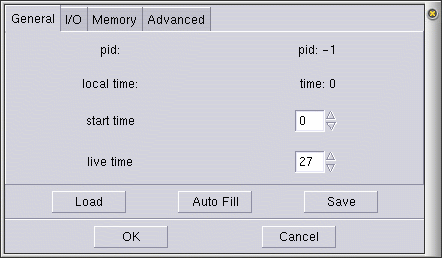 General I/O Memory Advanced
pid: pid: -1
local time: time: 0
start time 0
live time 27
Load Auto Fill Save
OK Cancel